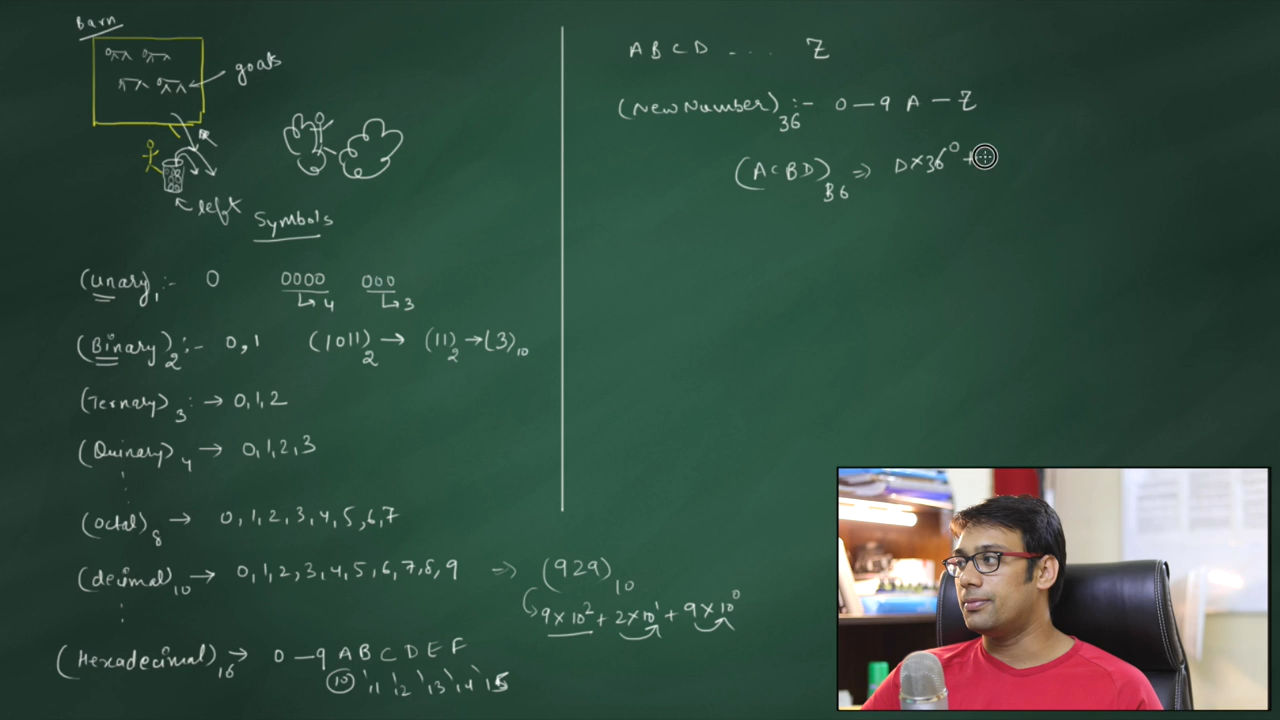 Barn
goats
left
Symbols
(Unary)₁ :- 0 0000 ↳ 4 000 ↳ 3
(Binary)₂ :- 0,1 (1011)₂ → (11)₂ → (3)₁₀
(Ternary)₃ :→ 0,1,2
(Quinary)₄ → 0,1,2,3
(Octal)₈ → 0,1,2,3,4,5,6,7
(decimal)₁₀ → 0,1,2,3,4,5,6,7,8,9 ⇒ (929)₁₀
9×10² + 2×10¹ + 9×10⁰
(Hexadecimal)₁₆ → 0—9 A B C D E F
10 11 12 13 14 15
A B C D .... Z
(New Number)₃₆ :- 0—9 A — Z
(ACBD)₃₆ ⇒ D×36⁰ +